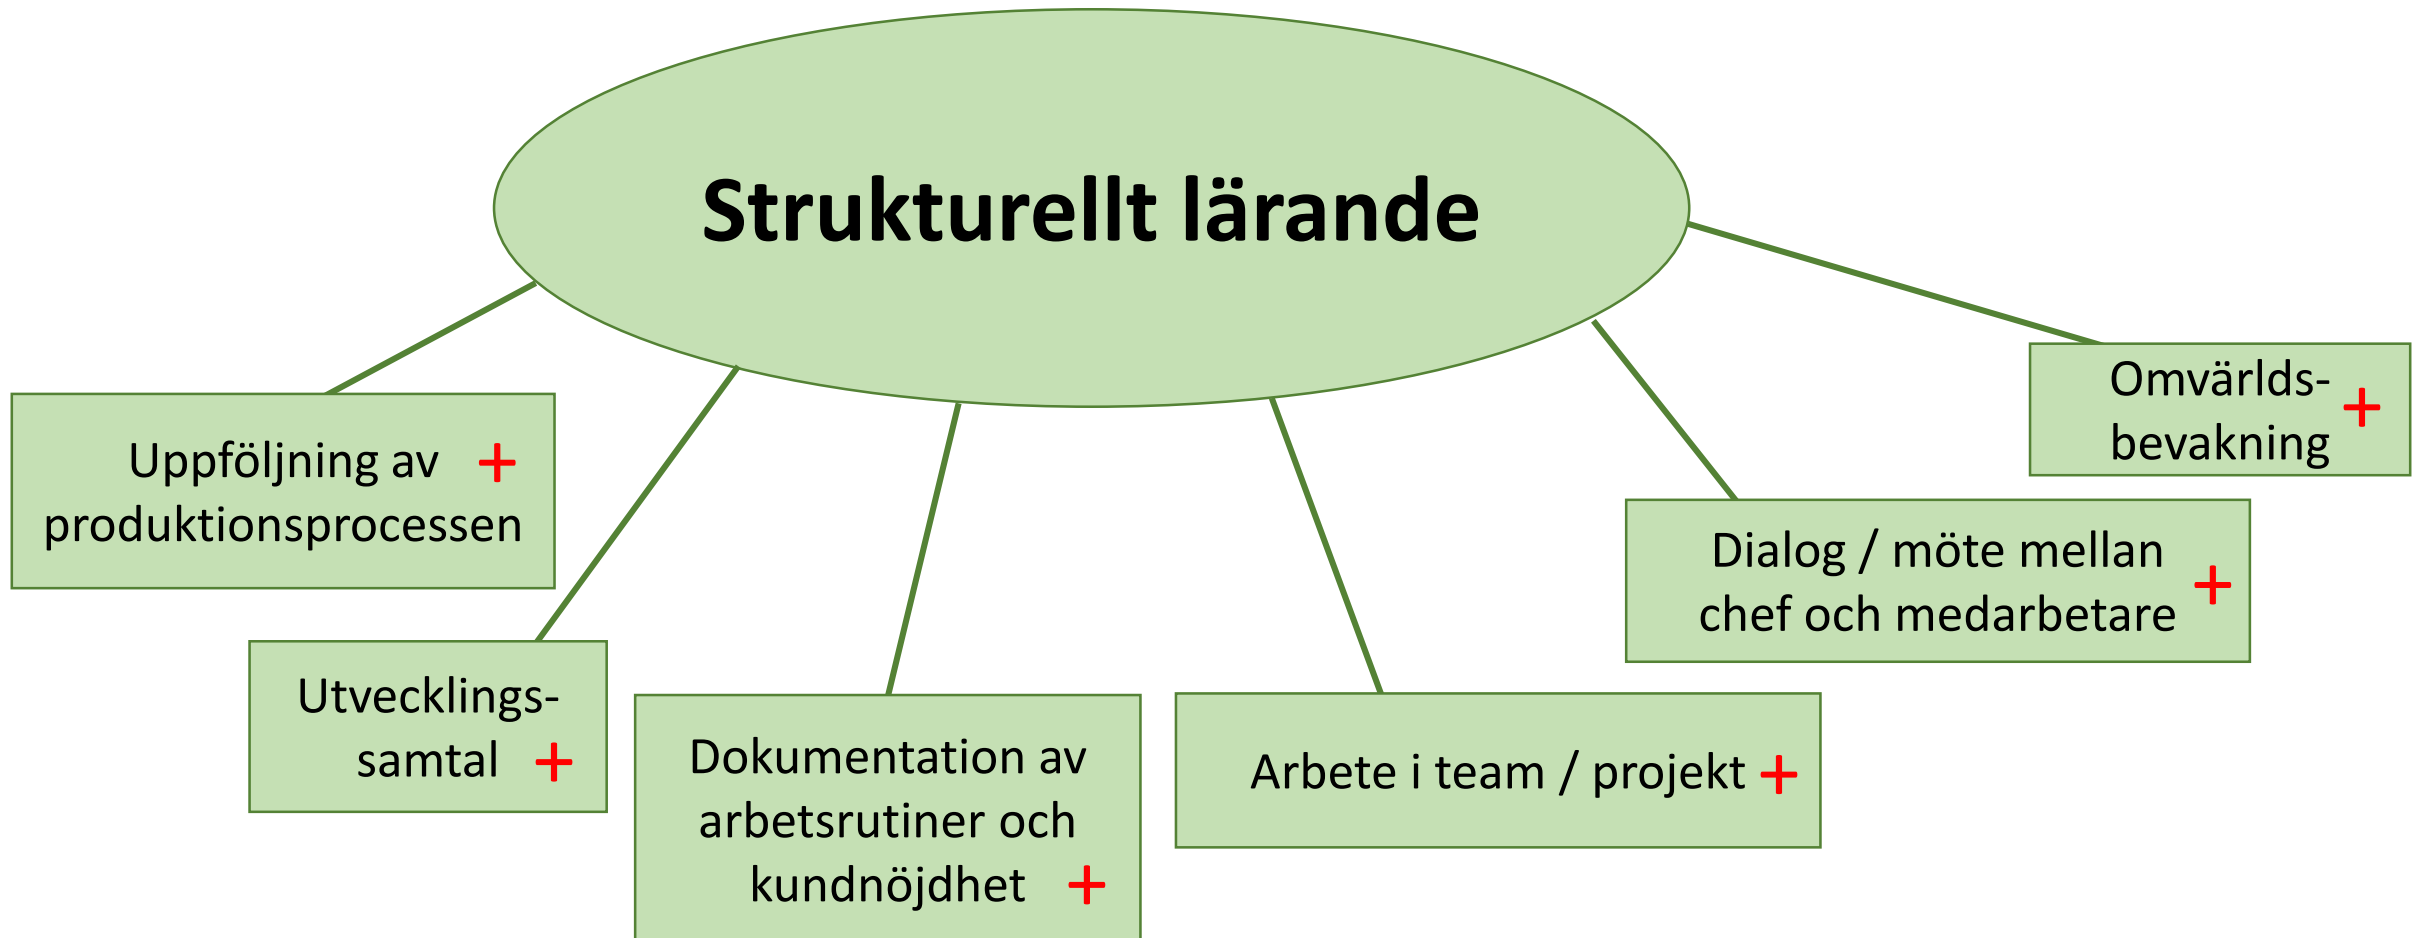 Strukturellt lärande
Uppföljning av +
produktionsprocessen
Utvecklings-
samtal +
Dokumentation av
arbetsrutiner och
kundnöjdhet +
Arbete i team / projekt +
Dialog / möte mellan
chef och medarbetare +
Omvärlds-
bevakning +